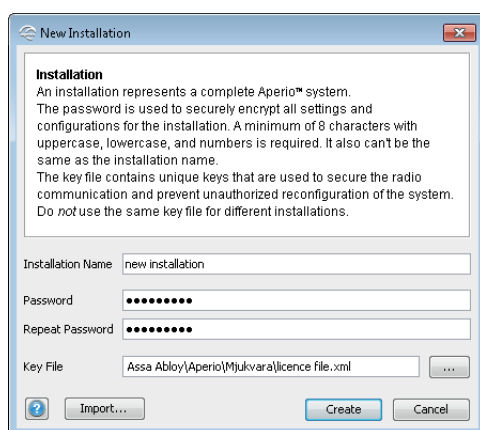 New Installation
Installation
An installation represents a complete Aperio™ system.
The password is used to securely encrypt all settings and
configurations for the installation. A minimum of 8 characters with
uppercase, lowercase, and numbers is required. It also can't be the
same as the installation name.
The key file contains unique keys that are used to secure the radio
communication and prevent unauthorized reconfiguration of the system.
Do not use the same key file for different installations.
Installation Name new installation
Password •••••••••
Repeat Password •••••••••
Key File Assa Abloy\Aperio\Mjukvara\licence file.xml ...
? Import... Create Cancel